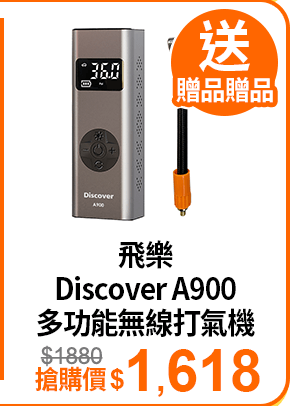 送
贈品贈品
36.0
Discover
A900
飛樂
Discover A900
多功能無線打氣機
$1880
搶購價$1,618